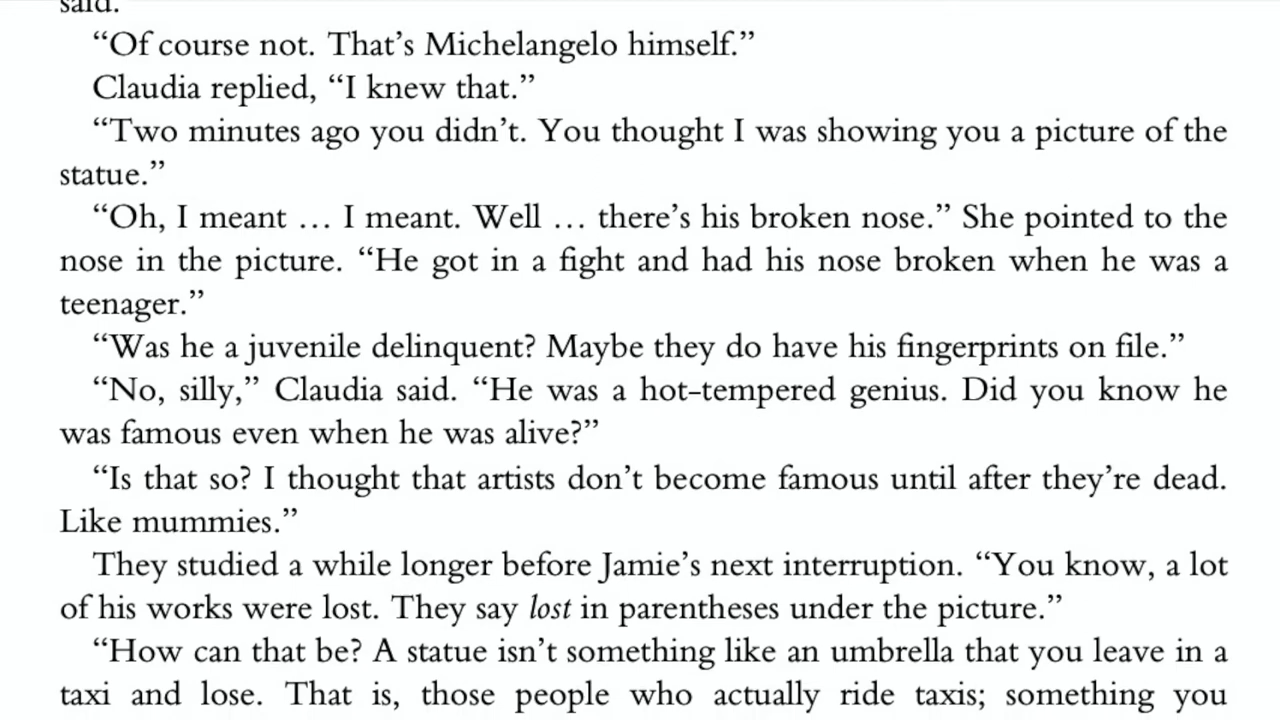 said.
“Of course not. That’s Michelangelo himself.”
Claudia replied, “I knew that.”
“Two minutes ago you didn’t. You thought I was showing you a picture of the
statue.”
“Oh, I meant … I meant. Well … there’s his broken nose.” She pointed to the
nose in the picture. “He got in a fight and had his nose broken when he was a
teenager.”
“Was he a juvenile delinquent? Maybe they do have his fingerprints on file.”
“No, silly,” Claudia said. “He was a hot-tempered genius. Did you know he
was famous even when he was alive?”
“Is that so? I thought that artists don’t become famous until after they’re dead.
Like mummies.”
They studied a while longer before Jamie’s next interruption. “You know, a lot
of his works were lost. They say lost in parentheses under the picture.”
“How can that be? A statue isn’t something like an umbrella that you leave in a
taxi and lose. That is, those people who actually ride taxis; something you